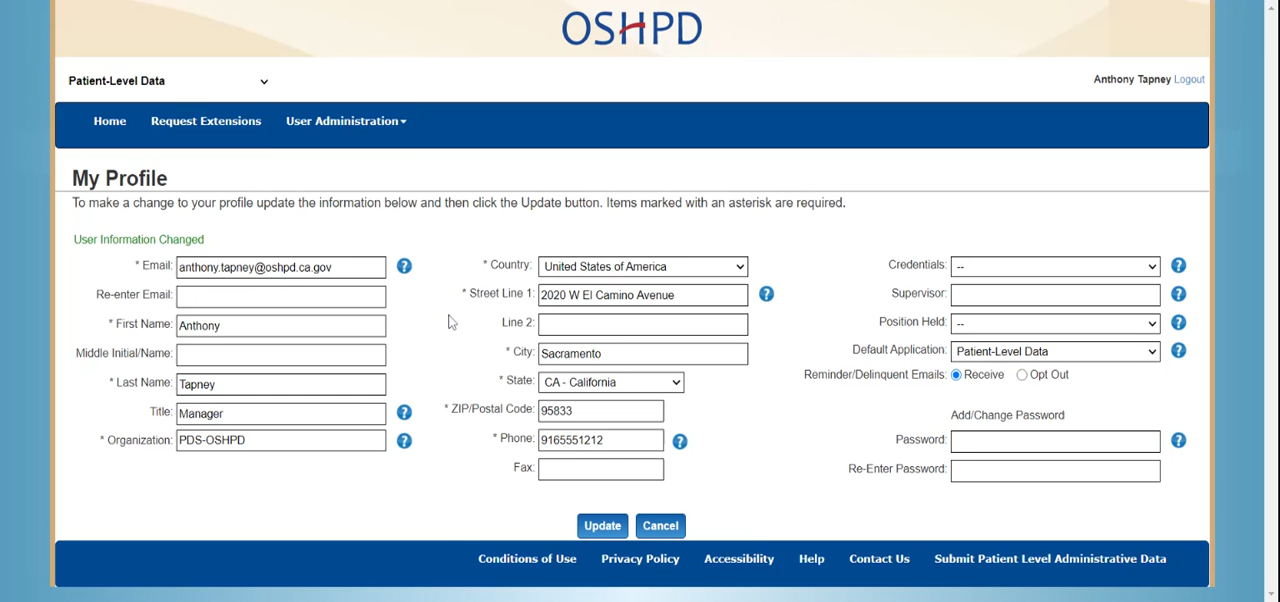 OSHPD
Patient-Level Data
Anthony Tapney Logout
Home Request Extensions User Administration
My Profile
To make a change to your profile update the information below and then click the Update button. Items marked with an asterisk are required.
User Information Changed
* Email: anthony.tapney@oshpd.ca.gov ?
Re-enter Email:
* First Name: Anthony
Middle Initial/Name:
* Last Name: Tapney
Title: Manager ?
* Organization: PDS-OSHPD ?
* Country: United States of America
* Street Line 1: 2020 W El Camino Avenue ?
Line 2:
* City: Sacramento
* State: CA - California
* ZIP/Postal Code: 95833
* Phone: 9165551212 ?
Fax:
Credentials: -- ?
Supervisor: ?
Position Held: -- ?
Default Application: Patient-Level Data ?
Reminder/Delinquent Emails: Receive Opt Out
Add/Change Password
Password: ?
Re-Enter Password:
Update Cancel
Conditions of Use Privacy Policy Accessibility Help Contact Us Submit Patient Level Administrative Data